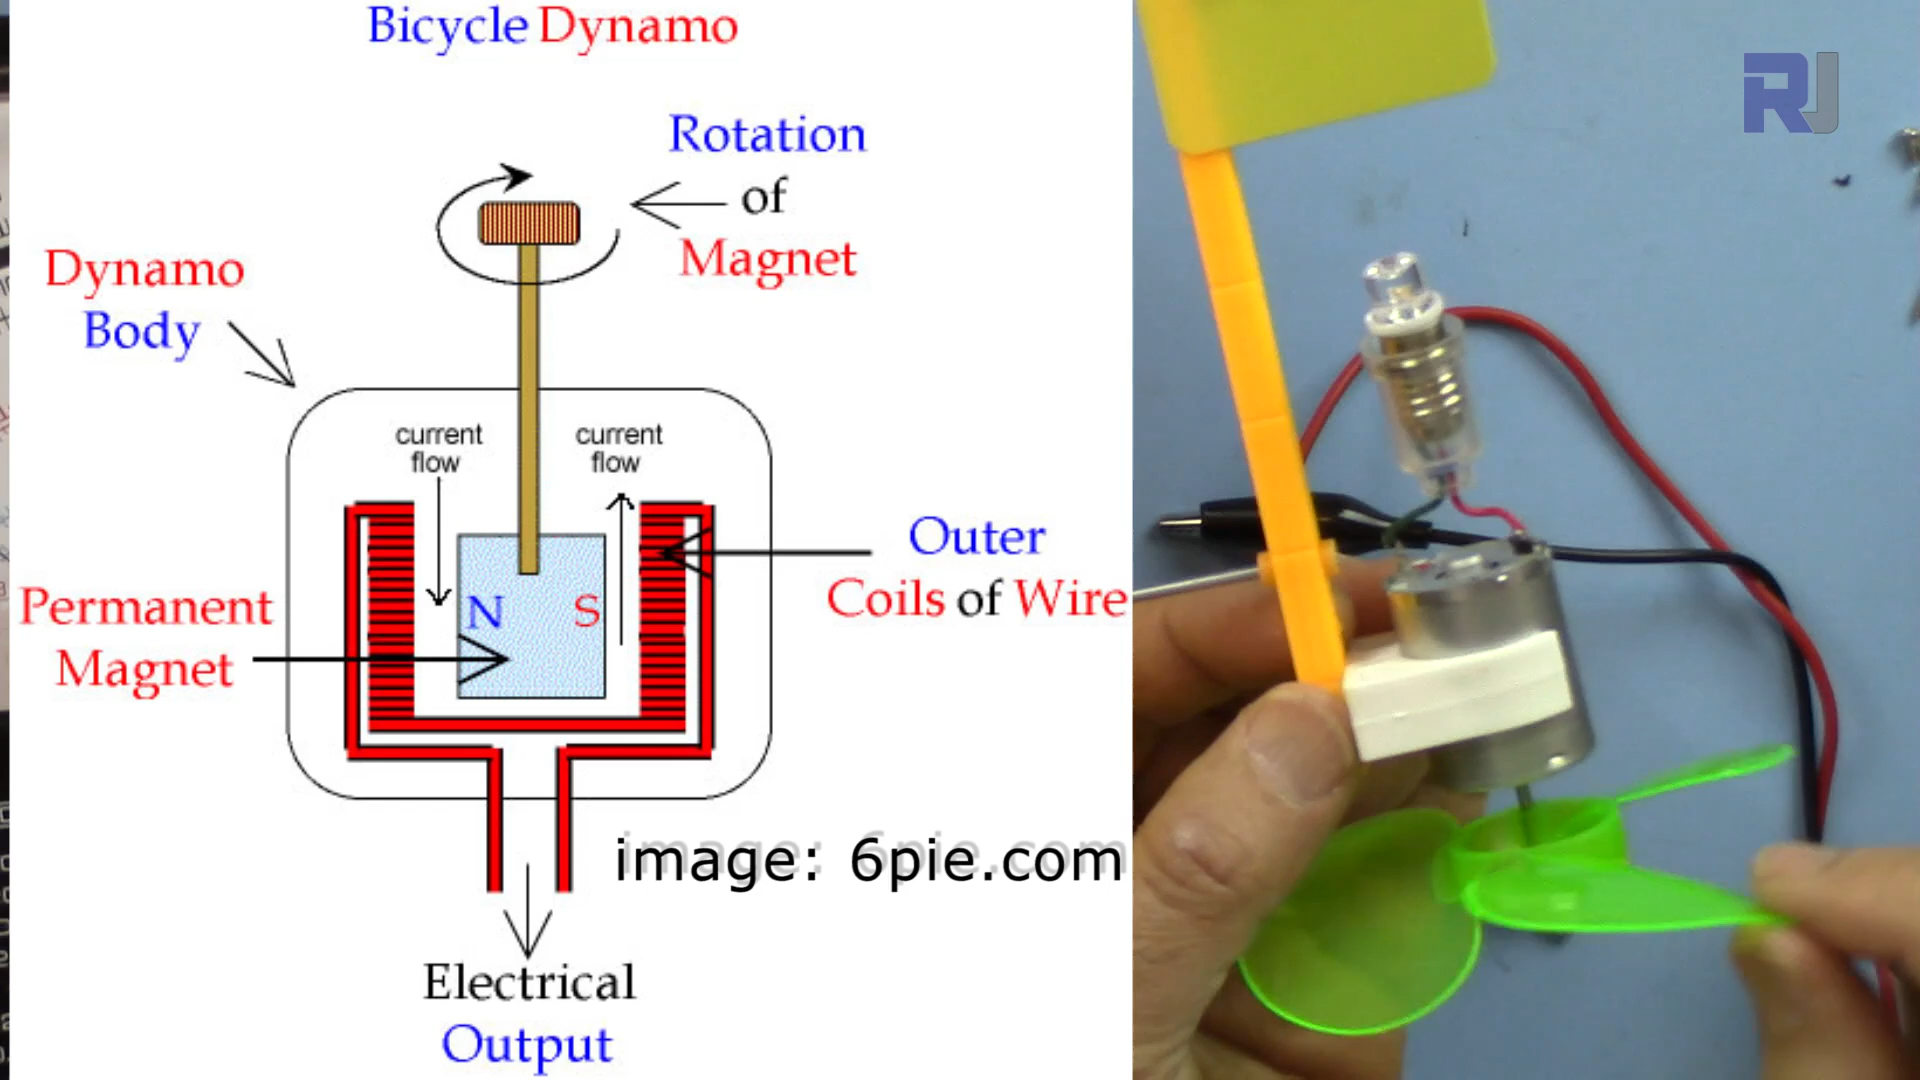 Bicycle Dynamo
Rotation
of
Magnet
Dynamo
Body
current
flow
current
flow
N
S
Outer
Coils of Wire
Permanent
Magnet
image: 6pie.com
Electrical
Output
RJ